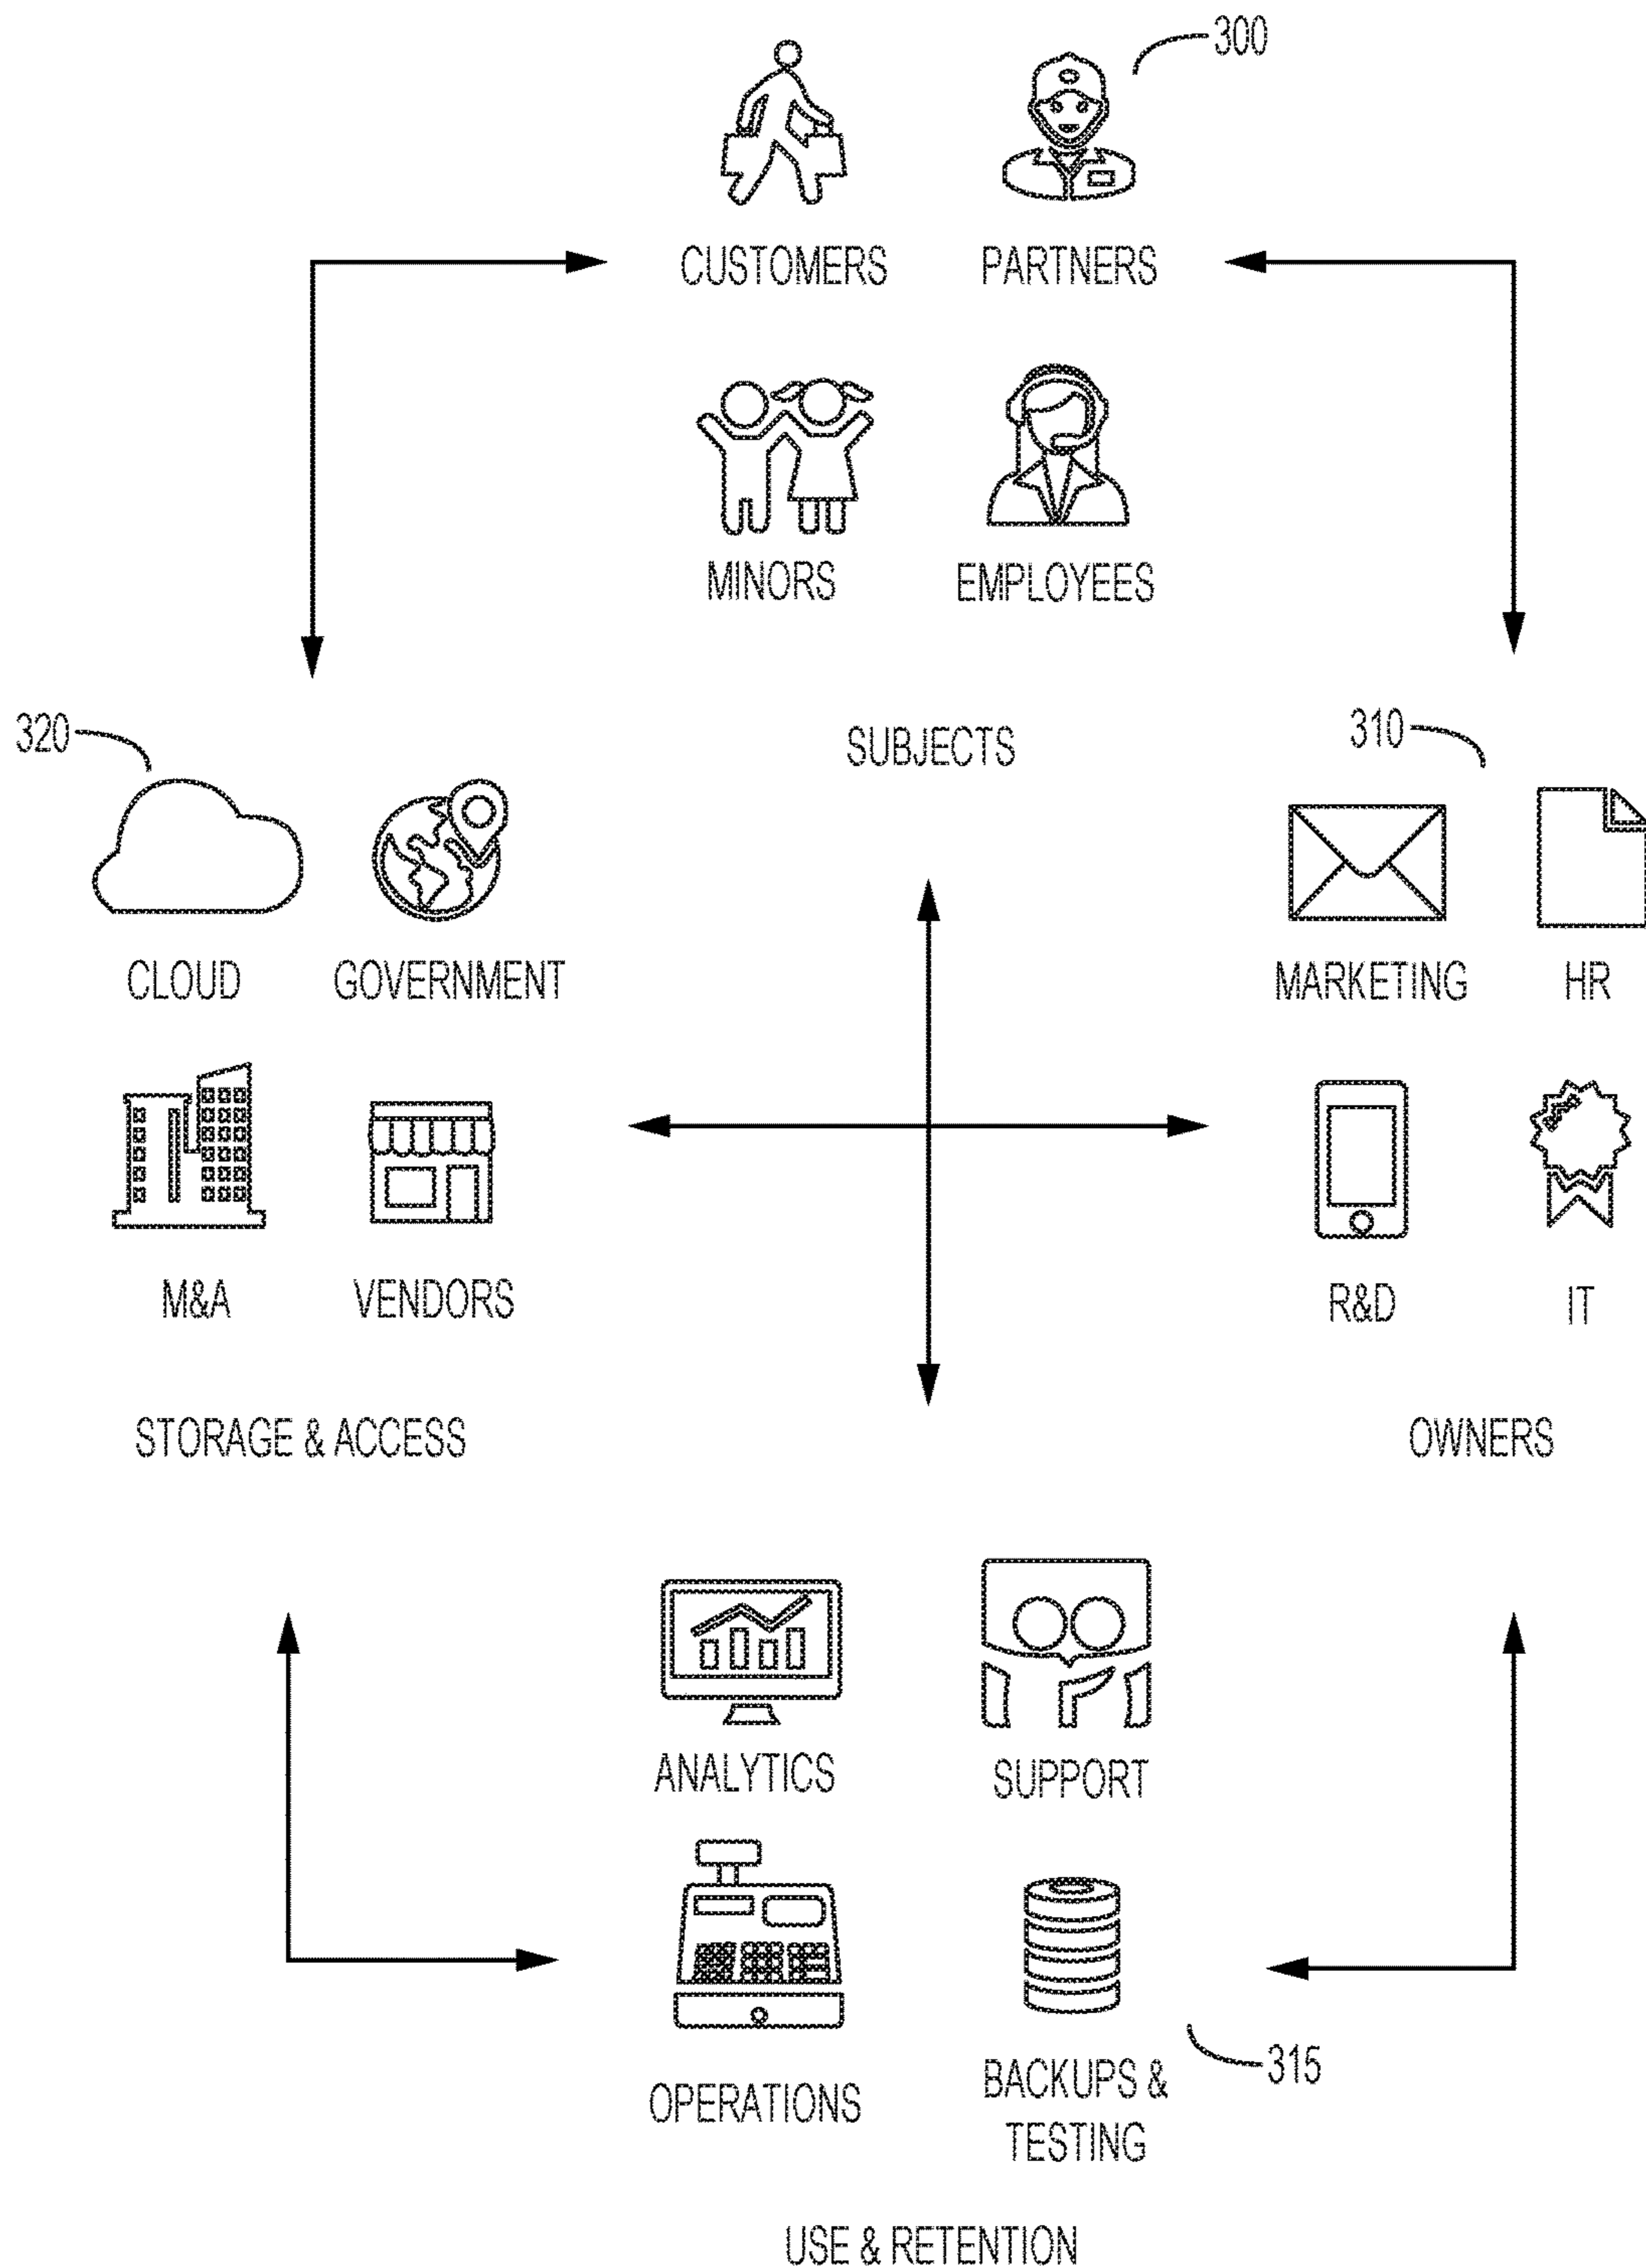 300
CUSTOMERS
PARTNERS
MINORS
EMPLOYEES
SUBJECTS
320
CLOUD
GOVERNMENT
M&A
VENDORS
STORAGE & ACCESS
310
MARKETING
HR
R&D
IT
OWNERS
ANALYTICS
SUPPORT
OPERATIONS
BACKUPS &
TESTING
315
USE & RETENTION